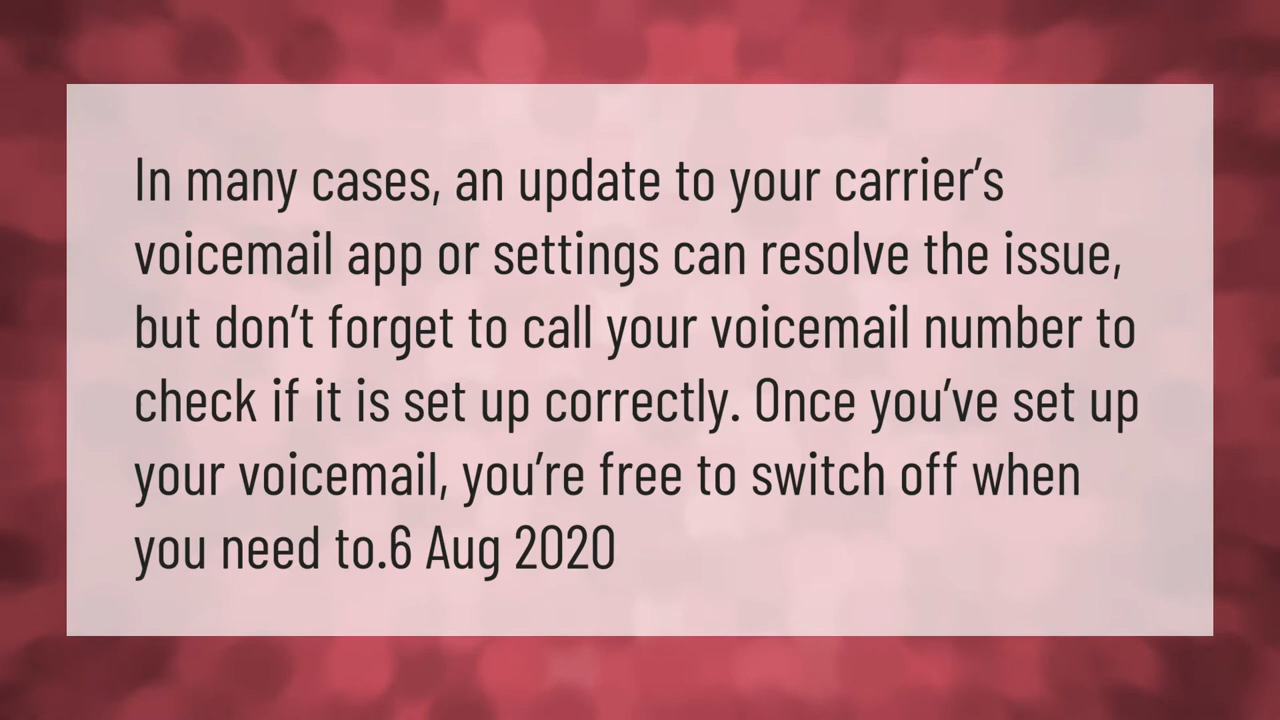 In many cases, an update to your carrier’s
voicemail app or settings can resolve the issue,
but don’t forget to call your voicemail number to
check if it is set up correctly. Once you’ve set up
your voicemail, you’re free to switch off when
you need to.6 Aug 2020